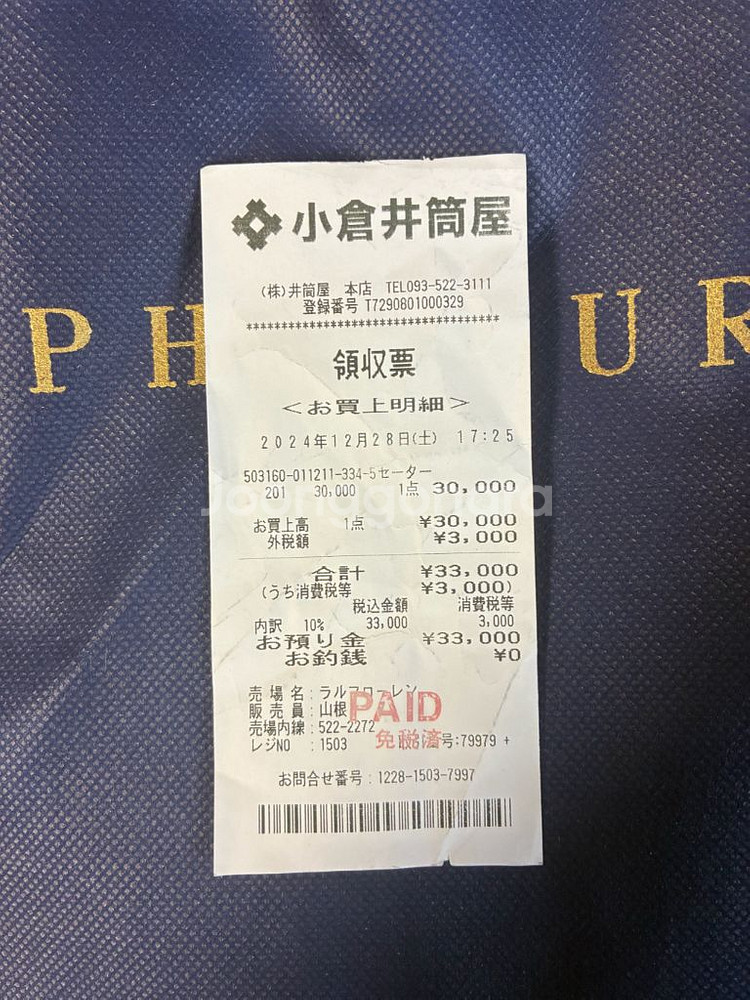 小倉井筒屋
(株)井筒屋 本店 TEL093-522-3111
登録番号 T7290801000329
領収票
<お買上明細>
2024年12月28日(土) 17:25
503160-011211-334-5セーター
201 30,000 1点 30,000
お買上高 1点 ¥30,000
外税額 ¥3,000
合計 ¥33,000
(うち消費税等 ¥3,000)
税込金額 消費税等
内訳 10% 33,000 3,000
お預り金 ¥33,000
お釣銭 ¥0
売場名:ラルフローレン
販売員:山根
PAID
売場内線:522-2272
免税済
レジNO :1503 号:79979 +
お問合せ番号:1228-1503-7997
Joonggonara
PH UR